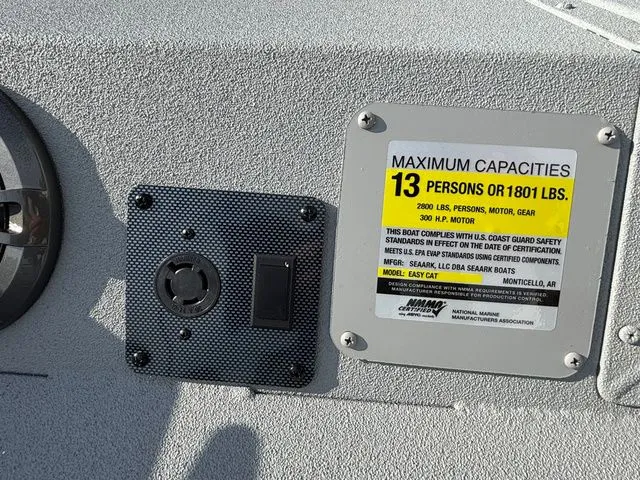 MAXIMUM CAPACITIES
13 PERSONS OR 1801 LBS.
2800 LBS, PERSONS, MOTOR, GEAR
300 H.P. MOTOR
THIS BOAT COMPLIES WITH U.S. COAST GUARD SAFETY
STANDARDS IN EFFECT ON THE DATE OF CERTIFICATION
MEETS U.S. EPA EVAP STANDARDS USING CERTIFIED COMPONENTS.
MFGR: SEAARK, LLC DBA SEAARK BOATS
MODEL: EASY CAT MONTICELLO, AR
DESIGN COMPLIANCE WITH NMMA REQUIREMENTS IS VERIFIED.
MANUFACTURER RESPONSIBLE FOR PRODUCTION CONTROL.
NMMA
CERTIFIED
using ABYC standards
NATIONAL MARINE
MANUFACTURERS ASSOCIATION